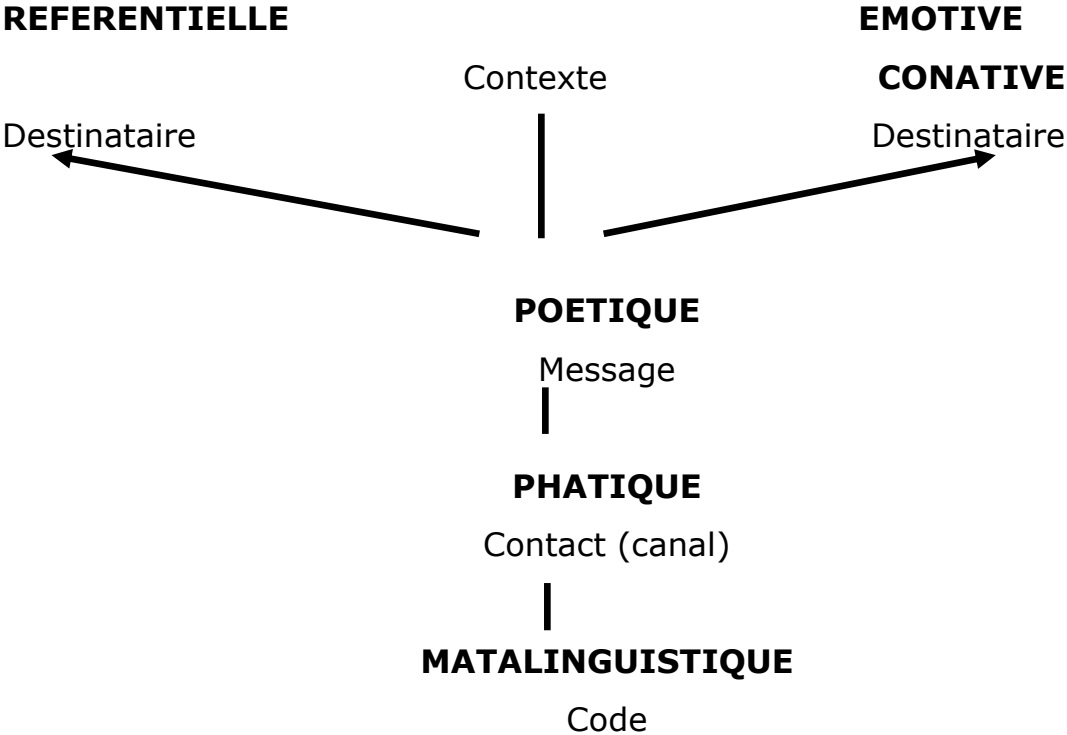 REFERENTIELLE EMOTIVE
Contexte CONATIVE
Destinataire Destinataire
POETIQUE
Message
PHATIQUE
Contact (canal)
MATALINGUISTIQUE
Code